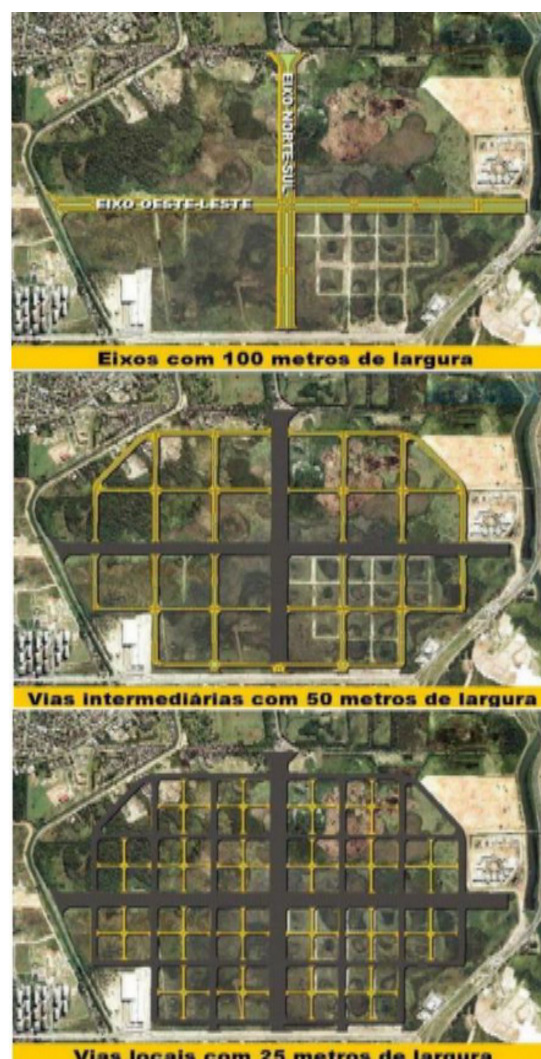 EIXO NORTE-SUL
EIXO OESTE-LESTE
Eixos com 100 metros de largura
Vias intermediárias com 50 metros de largura
Vias locais com 25 metros de largura